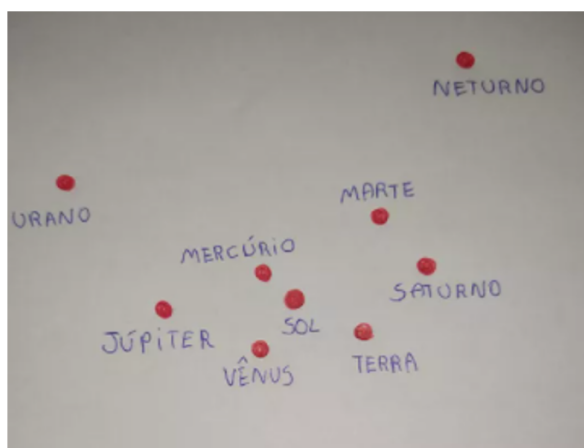 NETURNO
URANO
MARTE
MERCÚRIO
SATURNO
SOL
JÚPITER
TERRA
VÊNUS